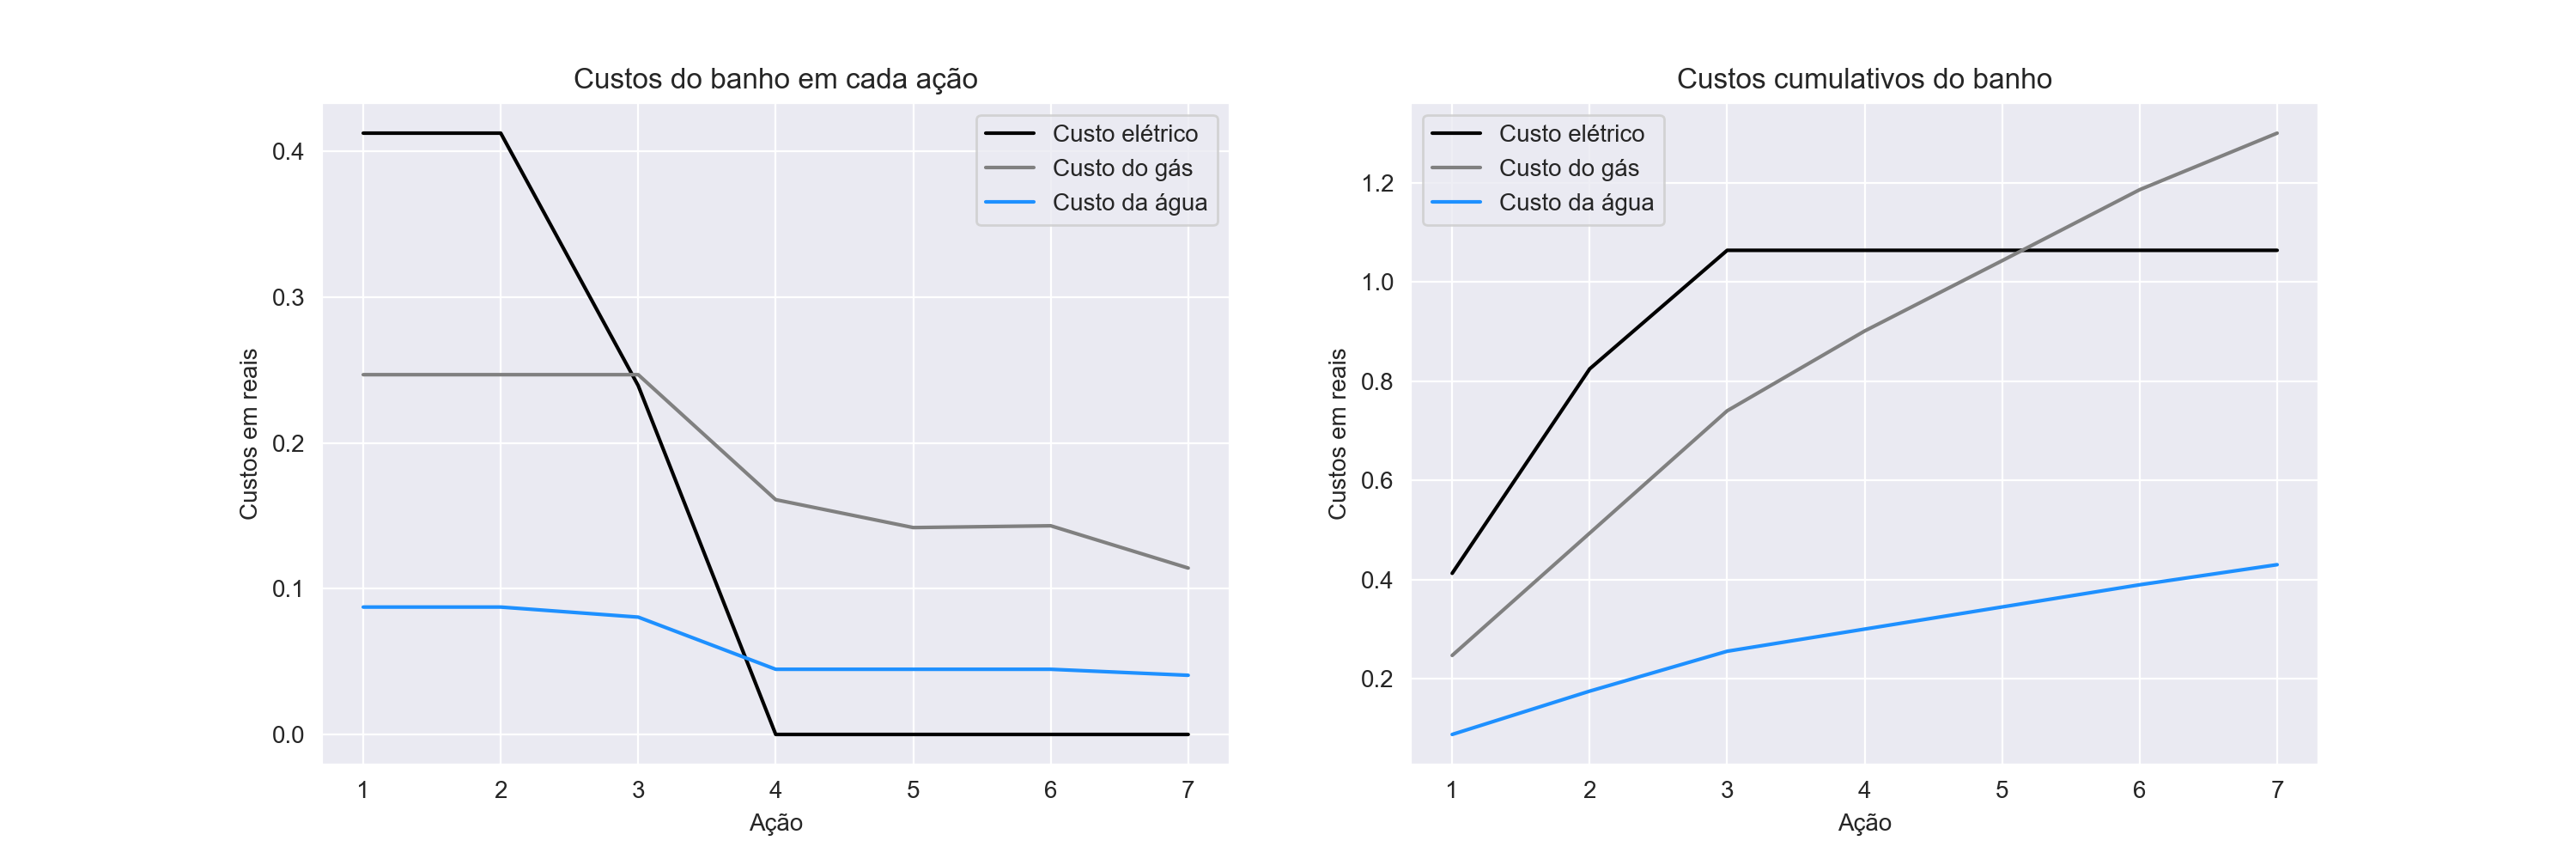 Custos do banho em cada ação
Custo elétrico
Custo do gás
Custo da água
0.4
0.3
0.2
0.1
0.0
Custos em reais
1 2 3 4 5 6 7
Ação
Custos cumulativos do banho
Custo elétrico
Custo do gás
Custo da água
1.2
1.0
0.8
0.6
0.4
0.2
Custos em reais
1 2 3 4 5 6 7
Ação